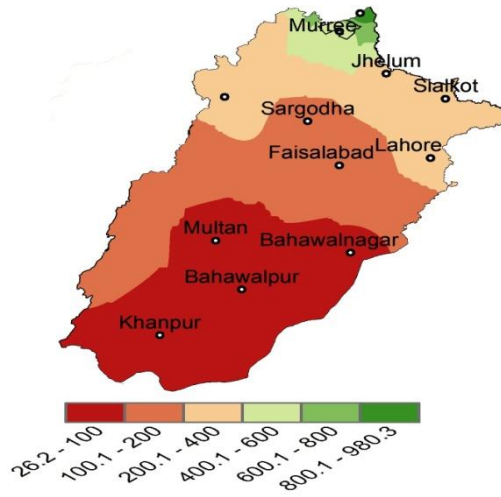 Murree
Jhelum
Sialkot
Sargodha
Lahore
Faisalabad
Multan
Bahawalnagar
Bahawalpur
Khanpur
26.2 - 100
100.1 - 200
200.1 - 400
400.1 - 600
600.1 - 800
800.1 - 980.3